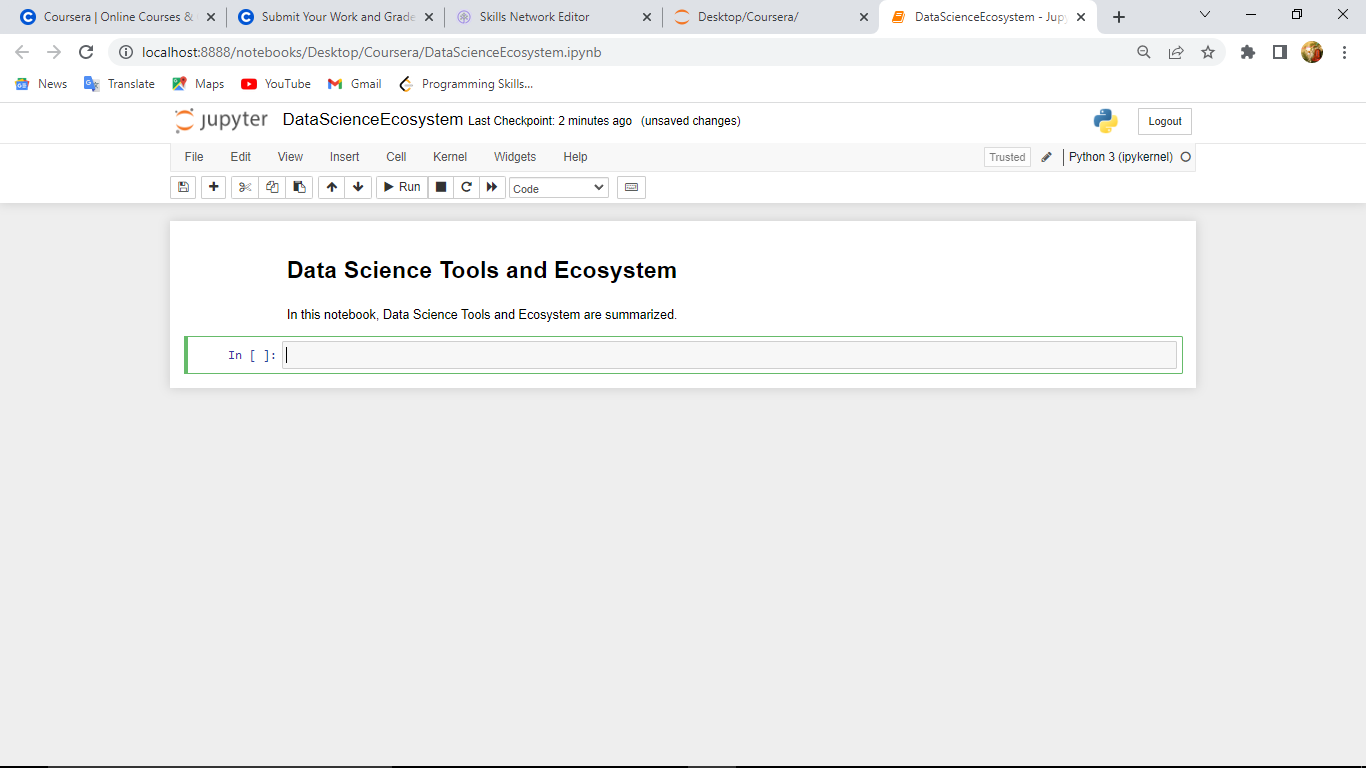 Coursera | Online Courses &
Submit Your Work and Grade
Skills Network Editor
Desktop/Coursera/
DataScienceEcosystem - Jupy
localhost:8888/notebooks/Desktop/Coursera/DataScienceEcosystem.ipynb
News Translate Maps YouTube Gmail Programming Skills...
jupyter DataScienceEcosystem Last Checkpoint: 2 minutes ago (unsaved changes) Logout
File Edit View Insert Cell Kernel Widgets Help Trusted Python 3 (ipykernel)
Run Code
Data Science Tools and Ecosystem
In this notebook, Data Science Tools and Ecosystem are summarized.
In [ ]: